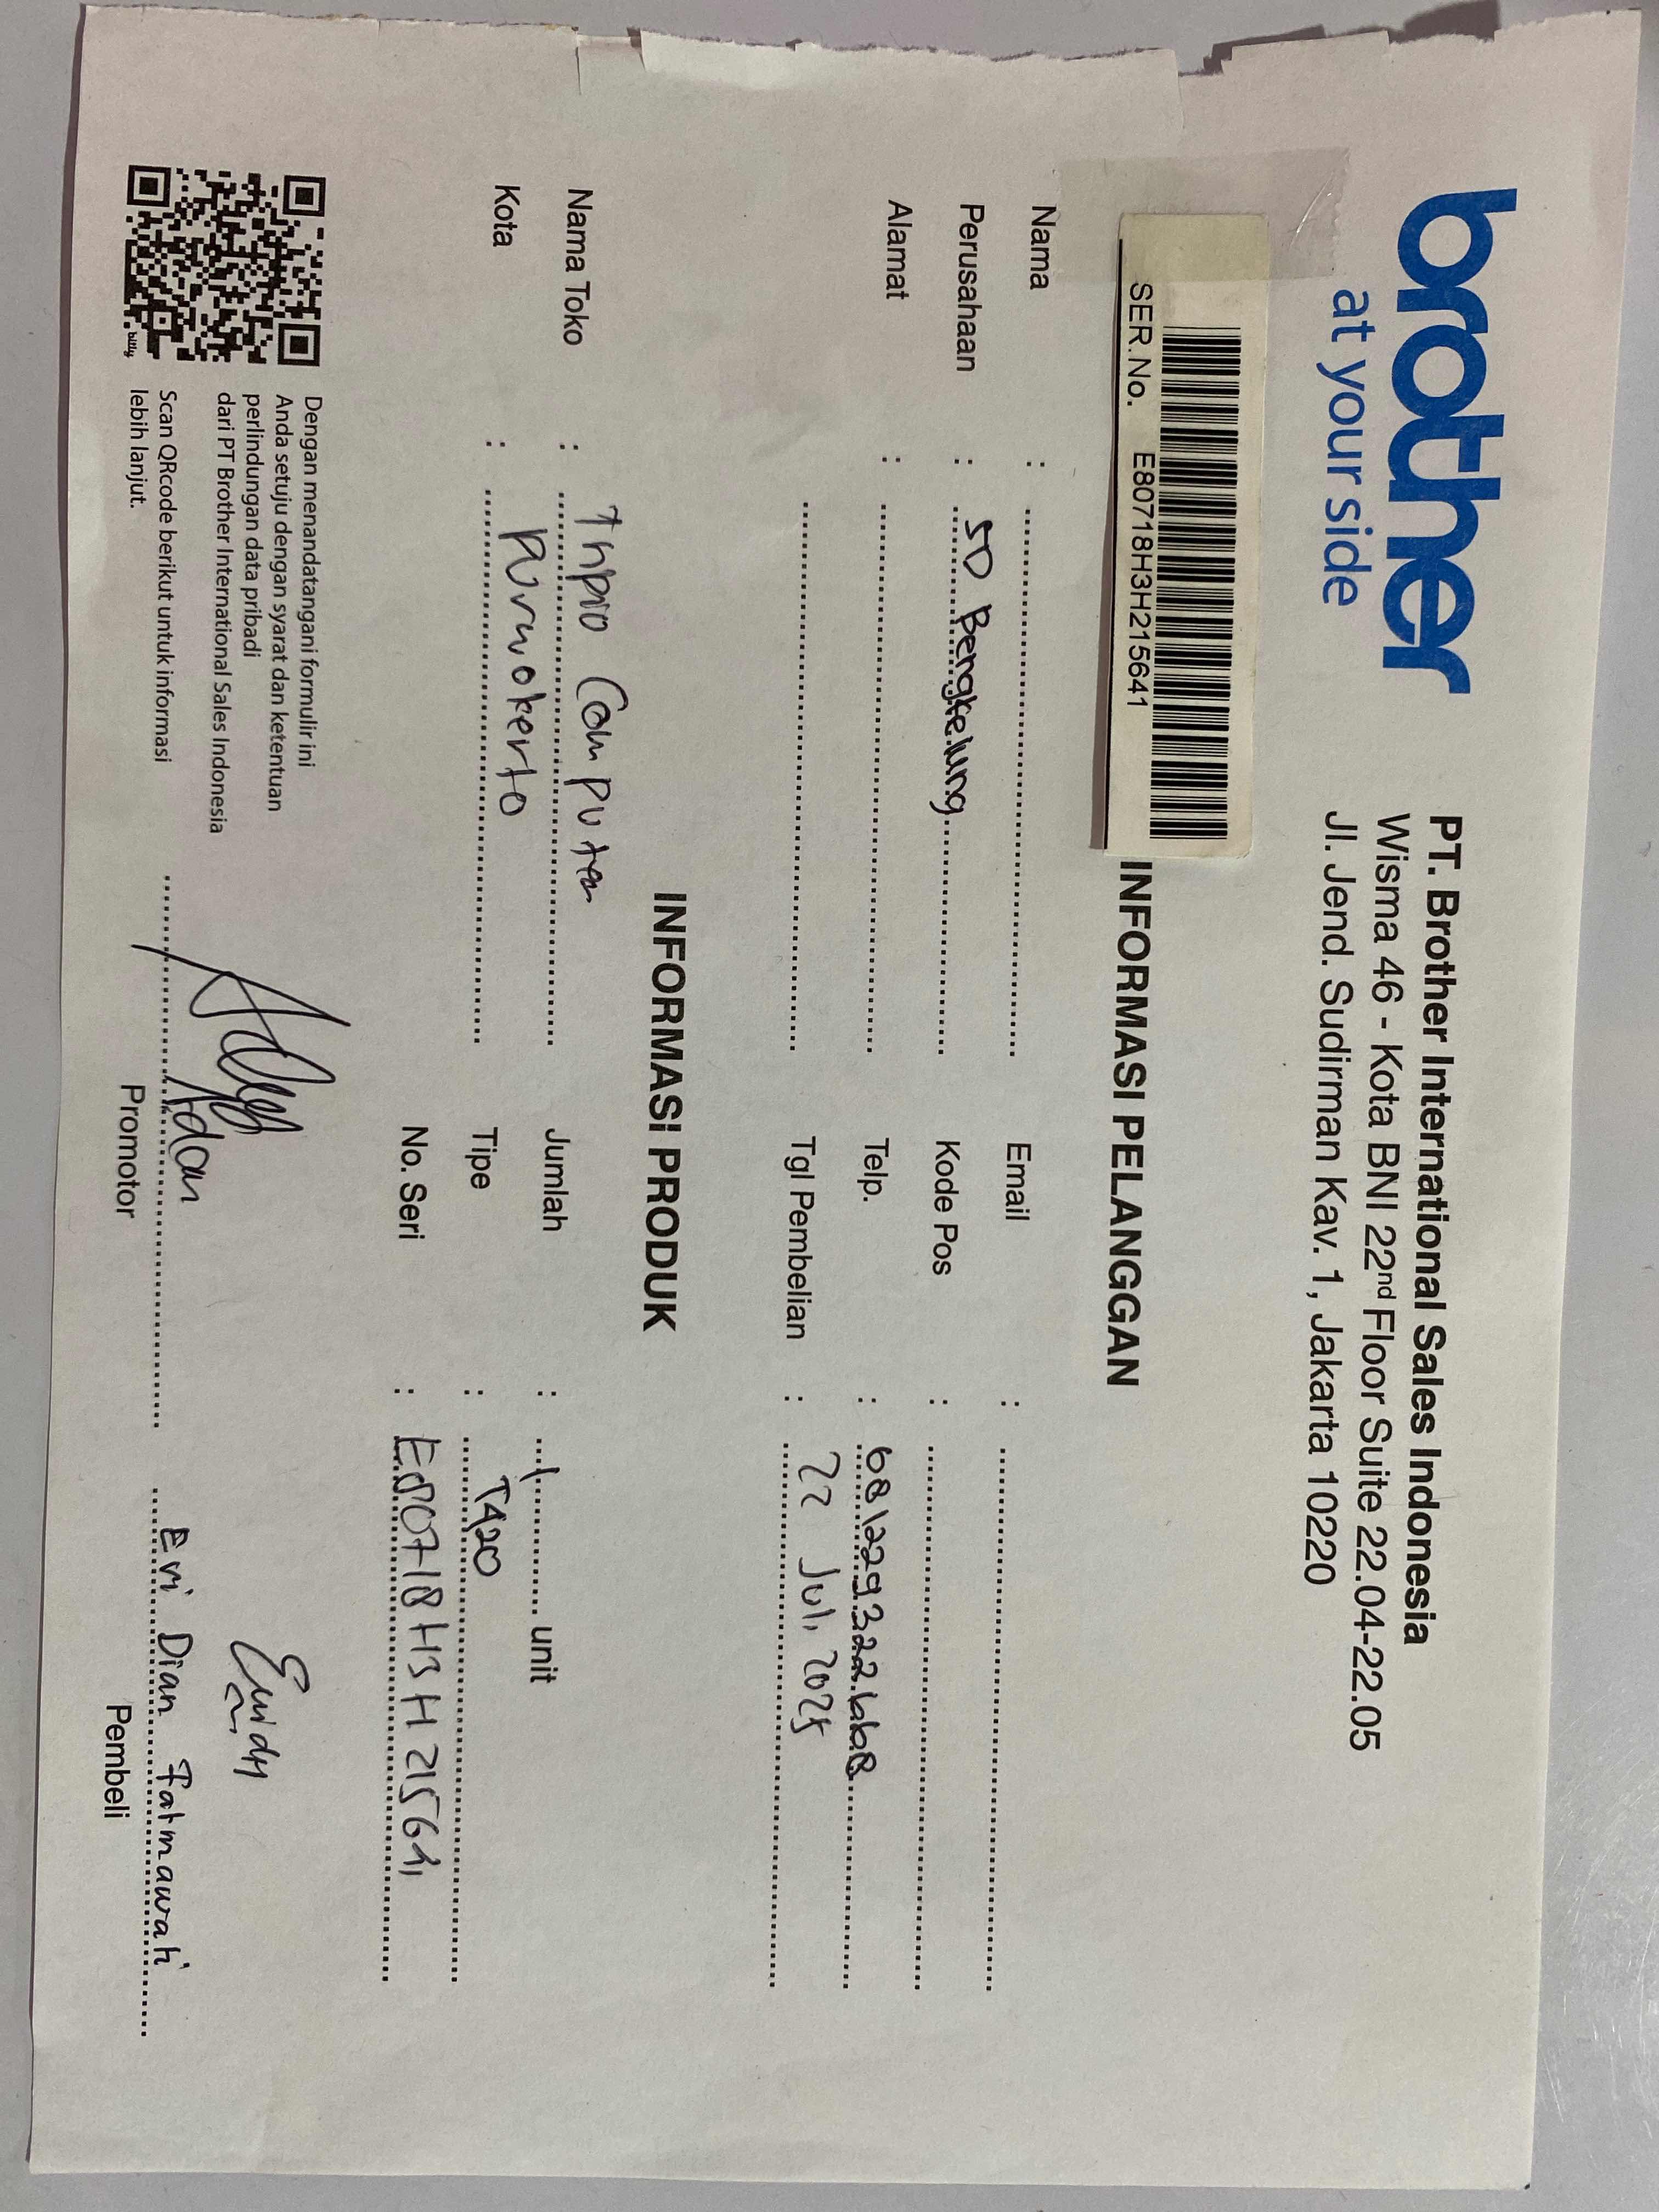 brother
at your side
PT. Brother International Sales Indonesia
Wisma 46 - Kota BNI 22nd Floor Suite 22.04-22.05
Jl. Jend. Sudirman Kav. 1, Jakarta 10220
SER.No. E80718H3H215641
INFORMASI PELANGGAN
Nama :
Email :
Perusahaan : SD Bengkelung
Kode Pos :
Alamat :
Telp. : 081229322668
Tgl Pembelian : 22 Juli 2025
INFORMASI PRODUK
Nama Toko : Computer
Jumlah : 1 unit
Kota : Purwokerto
Tipe : T420
No. Seri : E80718H3H215641
Dengan menandatangani formulir ini
Anda setuju dengan syarat dan ketentuan
perlindungan data pribadi
dari PT Brother International Sales Indonesia
Scan QRcode berikut untuk informasi
lebih lanjut.
bitly
Adan
Promotor
Evi Dian Fatmawati
Pembeli